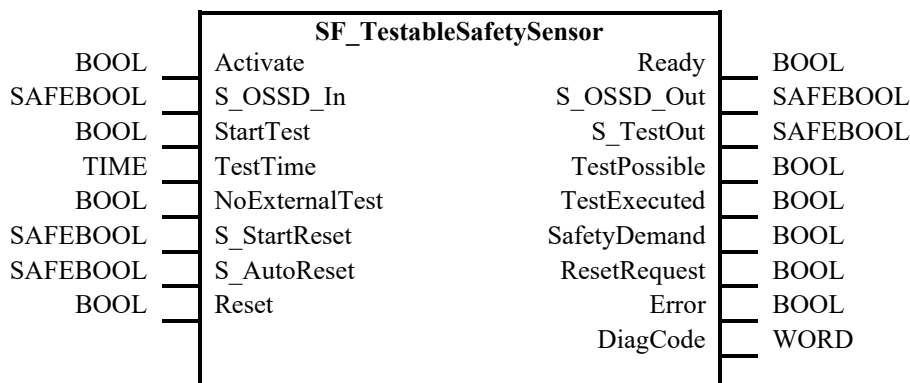 SF_TestableSafetySensor
BOOL Activate Ready BOOL
SAFEBOOL S_OSSD_In S_OSSD_Out SAFEBOOL
BOOL StartTest S_TestOut SAFEBOOL
TIME TestTime TestPossible BOOL
BOOL NoExternalTest TestExecuted BOOL
SAFEBOOL S_StartReset SafetyDemand BOOL
SAFEBOOL S_AutoReset ResetRequest BOOL
BOOL Reset Error BOOL
DiagCode WORD